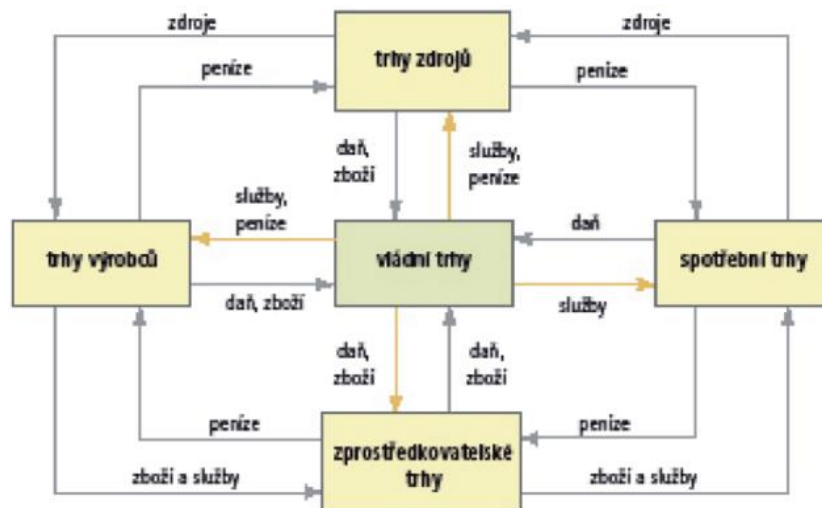 zdroje
zdroje
trhy zdrojů
peníze
peníze
daň,
zboží
služby,
peníze
služby,
peníze
daň
trhy výrobců
vládní trhy
spotřební trhy
daň, zboží
služby
daň,
zboží
daň,
zboží
peníze
peníze
zprostředkovatelské
trhy
zboží a služby
zboží a služby